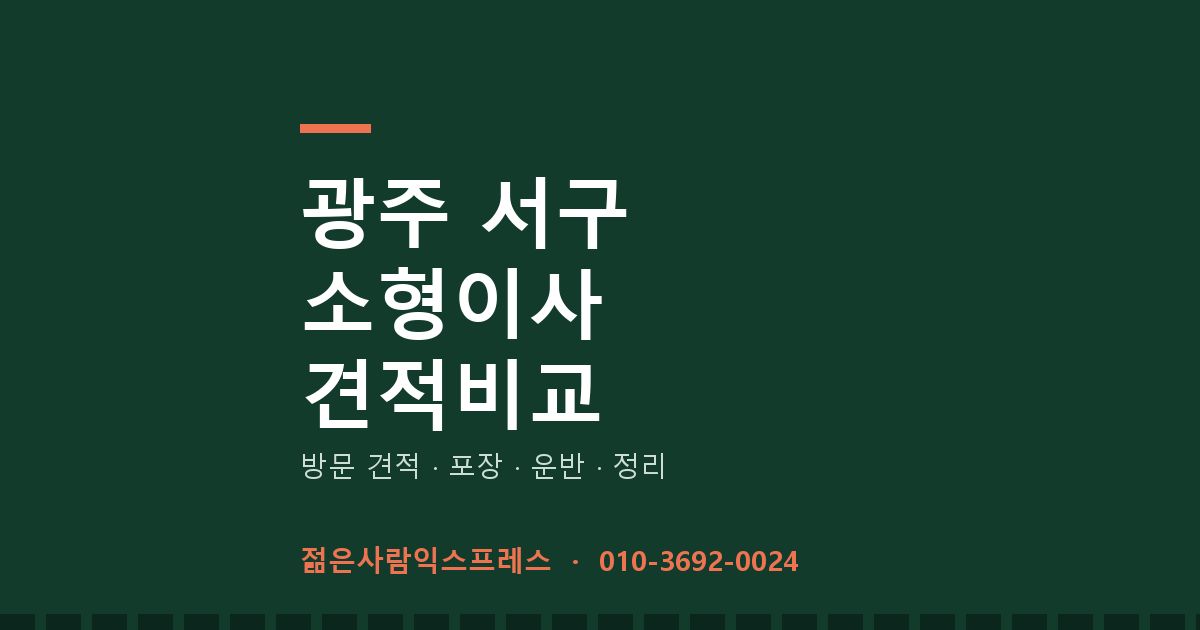 광주 서구
소형이사
견적비교
방문 견적 · 포장 · 운반 · 정리
젊은사람익스프레스 · 010-3692-0024